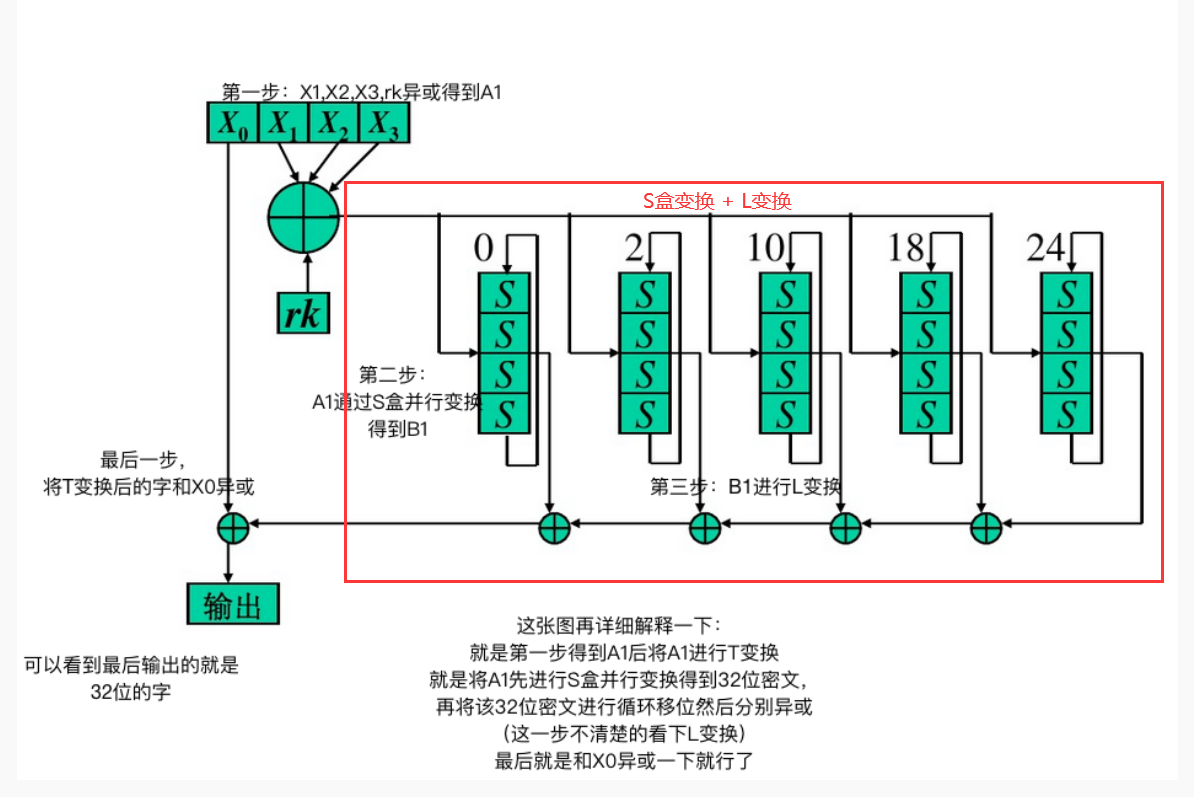 第一步：X1,X2,X3,rk异或得到A1
X0 X1 X2 X3
S盒变换 + L变换
0 2 10 18 24
rk
S S S S S
S S S S S
S S S S S
S S S S S
第二步：
A1通过S盒并行变换
得到B1
最后一步，
将T变换后的字和X0异或
第三步：B1进行L变换
输出
可以看到最后输出的就是
32位的字
这张图再详细解释一下：
就是第一步得到A1后将A1进行T变换
就是将A1先进行S盒并行变换得到32位密文，
再将该32位密文进行循环移位然后分别异或
（这一步不清楚的看下L变换）
最后就是和X0异或一下就行了